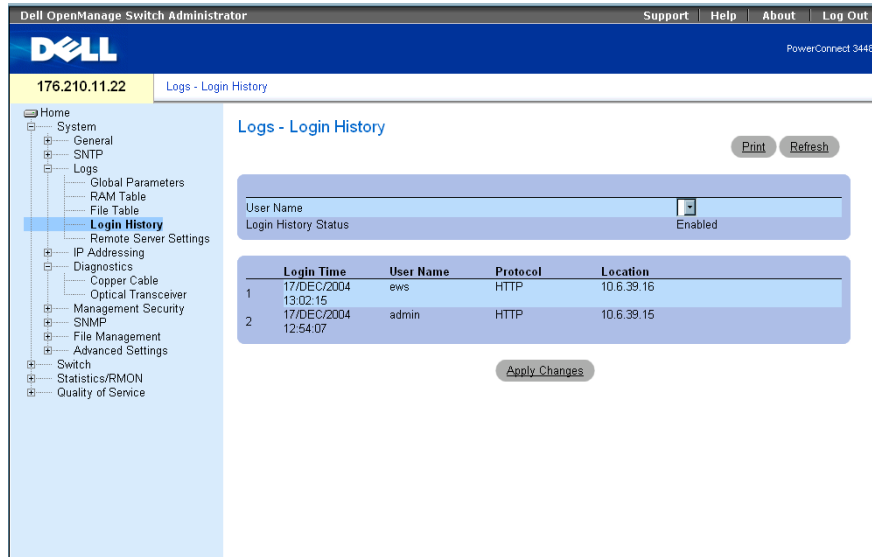 Dell OpenManage Switch Administrator
Support Help About Log Out
DELL
PowerConnect 3448
176.210.11.22
Logs - Login History
Home
System
General
SNTP
Logs
Global Parameters
RAM Table
File Table
Login History
Remote Server Settings
IP Addressing
Diagnostics
Copper Cable
Optical Transceiver
Management Security
SNMP
File Management
Advanced Settings
Switch
Statistics/RMON
Quality of Service
Logs - Login History
Print Refresh
User Name
Login History Status Enabled
Login Time User Name Protocol Location
1 17/DEC/2004 13:02:15 ews HTTP 10.6.39.16
2 17/DEC/2004 12:54:07 admin HTTP 10.6.39.15
Apply Changes